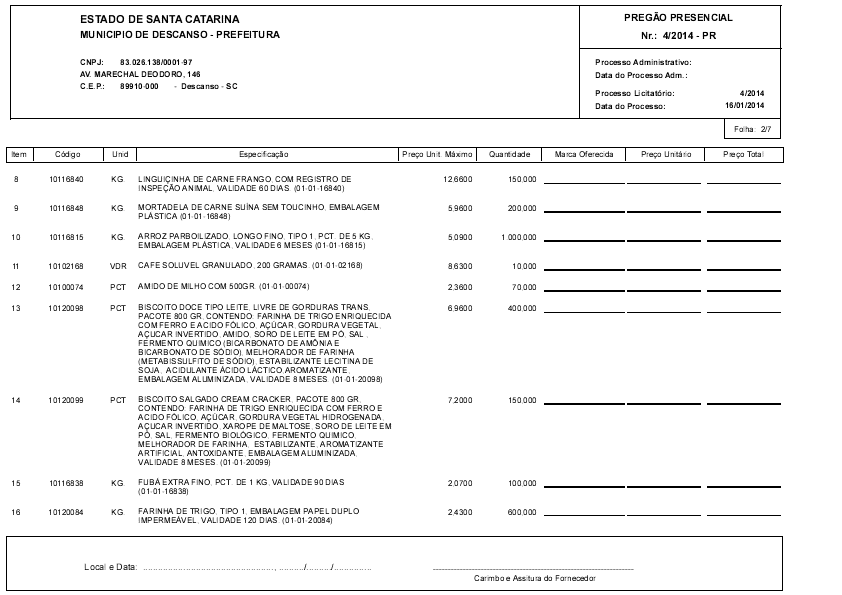 ESTADO DE SANTA CATARINA
MUNICIPIO DE DESCANSO - PREFEITURA
CNPJ: 83.026.138/0001-97
AV. MARECHAL DEODORO, 146
C.E.P.: 89910-000 - Descanso - SC
PREGÃO PRESENCIAL
Nr.: 4/2014 - PR
Processo Administrativo:
Data do Processo Adm.:
Processo Licitatório: 4/2014
Data do Processo: 16/01/2014
Folha: 2/7
Item Código Unid Especificação Preço Unit. Máximo Quantidade Marca Oferecida Preço Unitário Preço Total
8 10116840 KG. LINGUIÇINHA DE CARNE FRANGO, COM REGISTRO DE 12,6600 150,000
INSPEÇÃO ANIMAL, VALIDADE 60 DIAS. (01-01-16840)
9 10116848 KG. MORTADELA DE CARNE SUÍNA SEM TOUCINHO, EMBALAGEM 5,9600 200,000
PLÁSTICA (01-01-16848)
10 10116815 KG. ARROZ PARBOILIZADO, LONGO FINO, TIPO 1, PCT. DE 5 KG, 5,0900 1.000,000
EMBALAGEM PLÁSTICA, VALIDADE 6 MESES (01-01-16815)
11 10102168 VDR CAFE SOLUVEL GRANULADO, 200 GRAMAS. (01-01-02168) 8,6300 10,000
12 10100074 PCT AMIDO DE MILHO COM 500GR. (01-01-00074) 2,3600 70,000
13 10120098 PCT BISCOITO DOCE TIPO LEITE, LIVRE DE GORDURAS TRANS, 6,9600 400,000
PACOTE 800 GR, CONTENDO: FARINHA DE TRIGO ENRIQUECIDA
COM FERRO E ACIDO FÓLICO, AÇÚCAR, GORDURA VEGETAL,
AÇUCAR INVERTIDO, AMIDO, SORO DE LEITE EM PÓ, SAL ,
FERMENTO QUIMICO (BICARBONATO DE AMÔNIA E
BICARBONATO DE SÓDIO), MELHORADOR DE FARINHA
(METABISSULFITO DE SÓDIO), ESTABILIZANTE LECITINA DE
SOJA, ACIDULANTE ÁCIDO LÁCTICO,AROMATIZANTE,
EMBALAGEM ALUMINIZADA, VALIDADE 8 MESES. (01-01-20098)
14 10120099 PCT BISCOITO SALGADO CREAM CRACKER, PACOTE 800 GR, 7,2000 150,000
CONTENDO: FARINHA DE TRIGO ENRIQUECIDA COM FERRO E
ACIDO FÓLICO, AÇÚCAR, GORDURA VEGETAL HIDROGENADA,
AÇUCAR INVERTIDO, XAROPE DE MALTOSE, SORO DE LEITE EM
PÓ, SAL, FERMENTO BIOLÓGICO, FERMENTO QUIMICO,
MELHORADOR DE FARINHA, ESTABILIZANTE, AROMATIZANTE
ARTIFICIAL, ANTOXIDANTE, EMBALAGEM ALUMINIZADA,
VALIDADE 8 MESES. (01-01-20099)
15 10116838 KG. FUBÁ EXTRA FINO, PCT. DE 1 KG, VALIDADE 90 DIAS 2,0700 100,000
(01-01-16838)
16 10120084 KG. FARINHA DE TRIGO, TIPO 1, EMBALAGEM PAPEL DUPLO 2,4300 600,000
IMPERMEÁVEL, VALIDADE 120 DIAS. (01-01-20084)
Local e Data: ...................................................., ........../........../...............
Carimbo e Assitura do Fornecedor